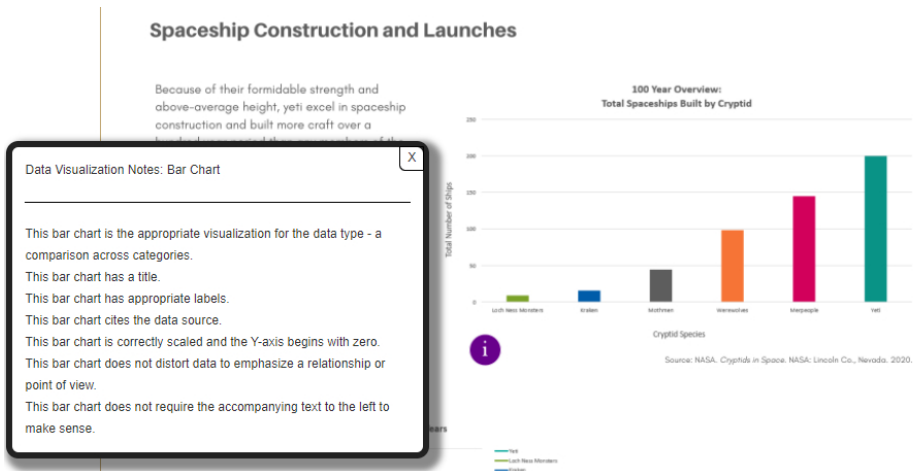 Spaceship Construction and Launches
Because of their formidable strength and
above-average height, yeti excel in spaceship
construction and built more craft over a
X
Data Visualization Notes: Bar Chart
This bar chart is the appropriate visualization for the data type - a
comparison across categories.
This bar chart has a title.
This bar chart has appropriate labels.
This bar chart cites the data source.
This bar chart is correctly scaled and the Y-axis begins with zero.
This bar chart does not distort data to emphasize a relationship or
point of view.
This bar chart does not require the accompanying text to the left to
make sense.
100 Year Overview:
Total Spaceships Built by Cryptid
250
200
150
100
50
0
Total Number of Ships
Loch Ness Monsters
Kraken
Mothmen
Werewolves
Merpeople
Yeti
Cryptid Species
i
Source: NASA. Cryptids in Space. NASA: Lincoln Co., Nevada. 2020.
ears
Yeti
Loch Ness Monsters
Kraken